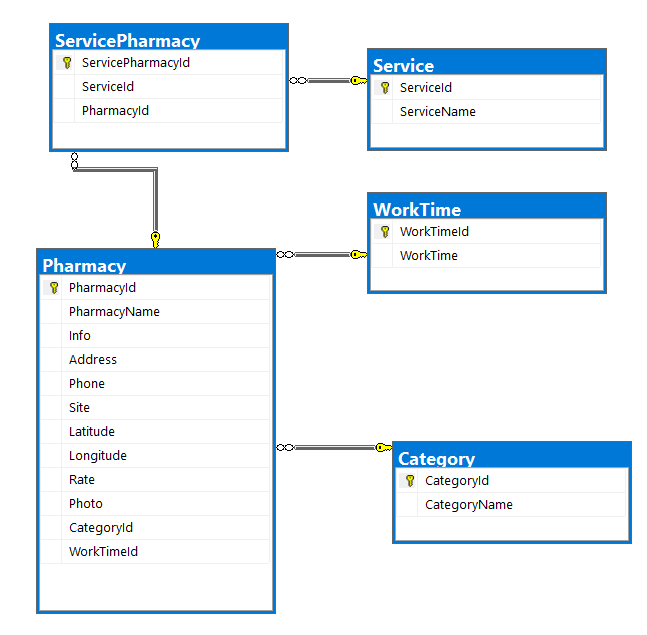 ServicePharmacy
ServicePharmacyId
ServiceId
PharmacyId
Service
ServiceId
ServiceName
WorkTime
WorkTimeId
WorkTime
Pharmacy
PharmacyId
PharmacyName
Info
Address
Phone
Site
Latitude
Longitude
Rate
Photo
CategoryId
WorkTimeId
Category
CategoryId
CategoryName